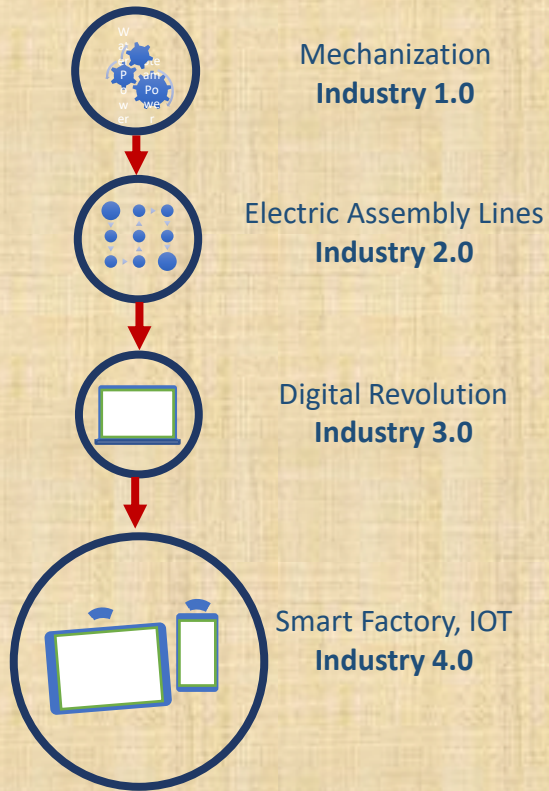 Mechanization
Industry 1.0
Electric Assembly Lines
Industry 2.0
Digital Revolution
Industry 3.0
Smart Factory, IOT
Industry 4.0